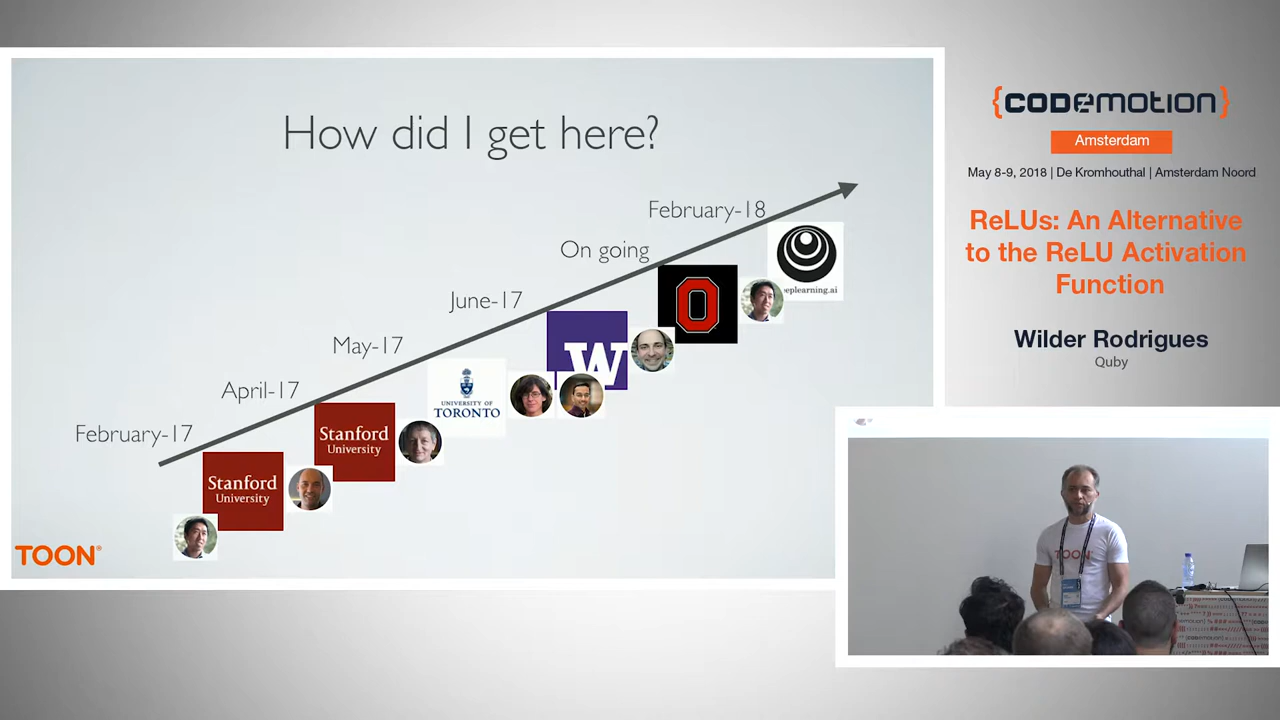 How did I get here?
February-18
On going
June-17
May-17
April-17
February-17
eeplearning.ai
O
W
UNIVERSITY OF
TORONTO
Stanford
University
Stanford
University
TOON®
{CODEMOTION}
Amsterdam
May 8-9, 2018 | De Kromhouthal | Amsterdam Noord
ReLUs: An Alternative
to the ReLU Activation
Function
Wilder Rodrigues
Quby
TOON